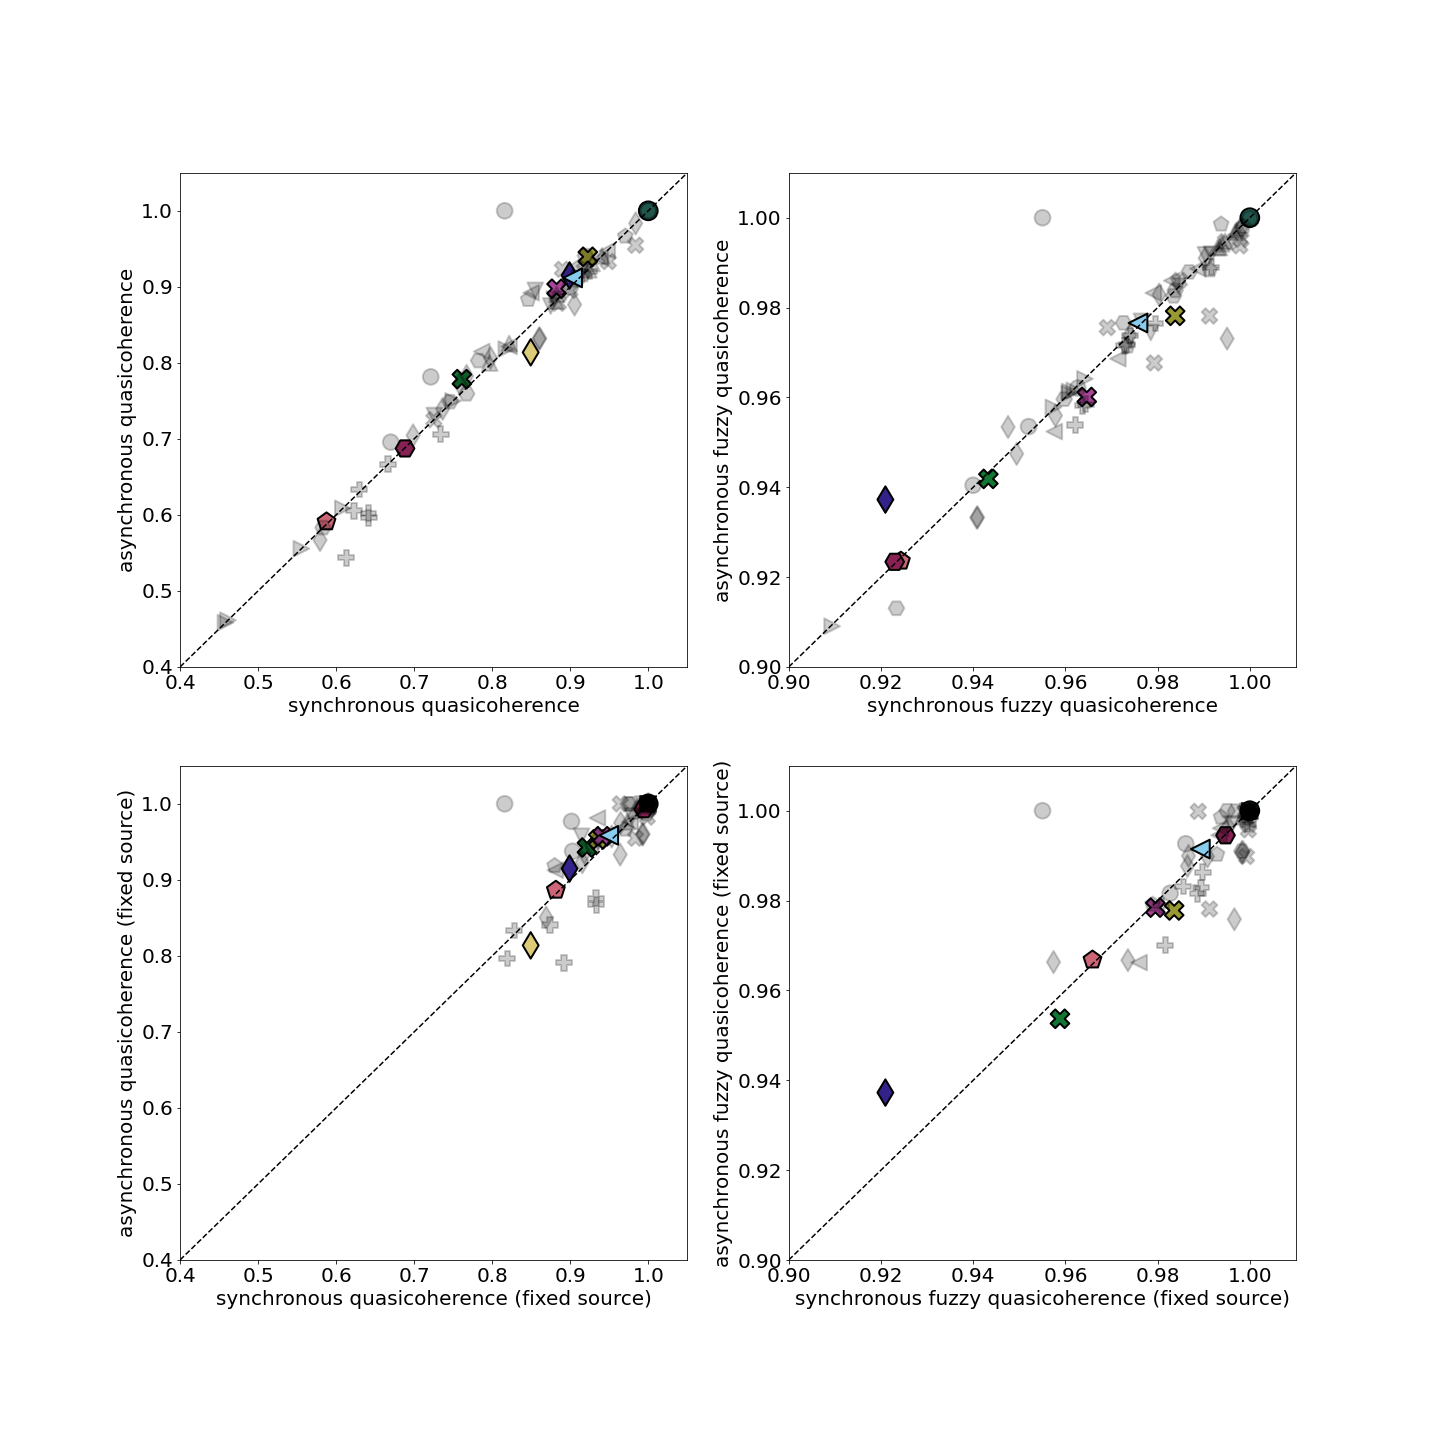 1.0
0.9
0.8
0.7
0.6
0.5
0.4
asynchronous quasicoherence
0.4 0.5 0.6 0.7 0.8 0.9 1.0
synchronous quasicoherence
1.00
0.98
0.96
0.94
0.92
0.90
asynchronous fuzzy quasicoherence
0.90 0.92 0.94 0.96 0.98 1.00
synchronous fuzzy quasicoherence
1.0
0.9
0.8
0.7
0.6
0.5
0.4
asynchronous quasicoherence (fixed source)
0.4 0.5 0.6 0.7 0.8 0.9 1.0
synchronous quasicoherence (fixed source)
1.00
0.98
0.96
0.94
0.92
0.90
asynchronous fuzzy quasicoherence (fixed source)
0.90 0.92 0.94 0.96 0.98 1.00
synchronous fuzzy quasicoherence (fixed source)